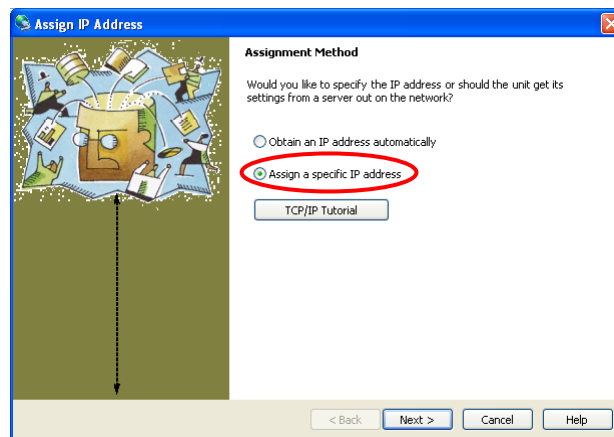 Assign IP Address
Assignment Method
Would you like to specify the IP address or should the unit get its
settings from a server out on the network?
Obtain an IP address automatically
Assign a specific IP address
TCP/IP Tutorial
< Back Next > Cancel Help